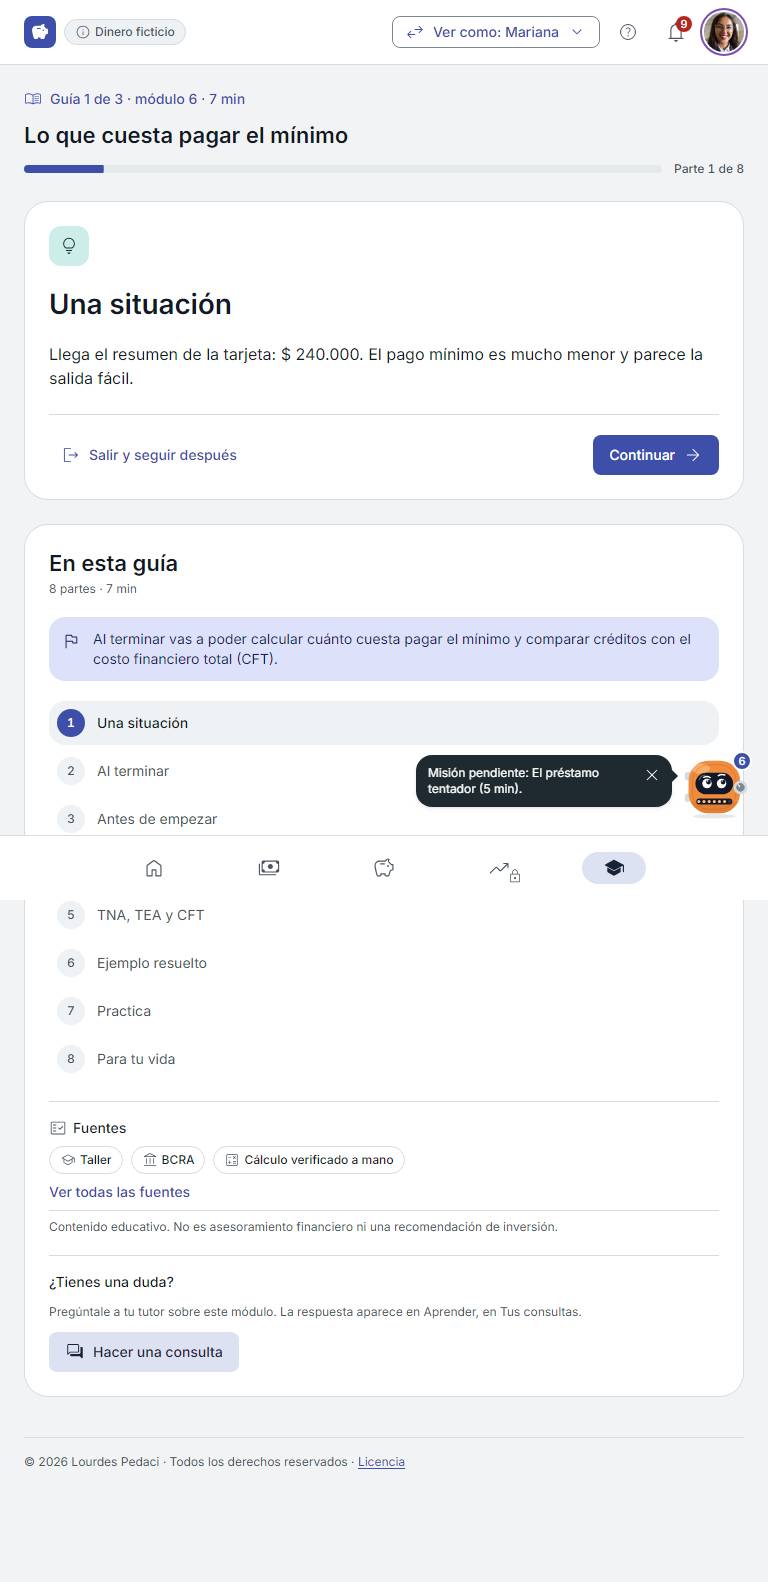 Dinero ficticio
Ver como: Mariana
9
Guía 1 de 3 · módulo 6 · 7 min
Lo que cuesta pagar el mínimo
Parte 1 de 8
Una situación
Llega el resumen de la tarjeta: $ 240.000. El pago mínimo es mucho menor y parece la
salida fácil.
Salir y seguir después
Continuar
En esta guía
8 partes · 7 min
Al terminar vas a poder calcular cuánto cuesta pagar el mínimo y comparar créditos con el
costo financiero total (CFT).
1 Una situación
2 Al terminar
Misión pendiente: El préstamo
tentador (5 min).
6
3 Antes de empezar
5 TNA, TEA y CFT
6 Ejemplo resuelto
7 Practica
8 Para tu vida
Fuentes
Taller
BCRA
Cálculo verificado a mano
Ver todas las fuentes
Contenido educativo. No es asesoramiento financiero ni una recomendación de inversión.
¿Tienes una duda?
Pregúntale a tu tutor sobre este módulo. La respuesta aparece en Aprender, en Tus consultas.
Hacer una consulta
© 2026 Lourdes Pedaci · Todos los derechos reservados · Licencia